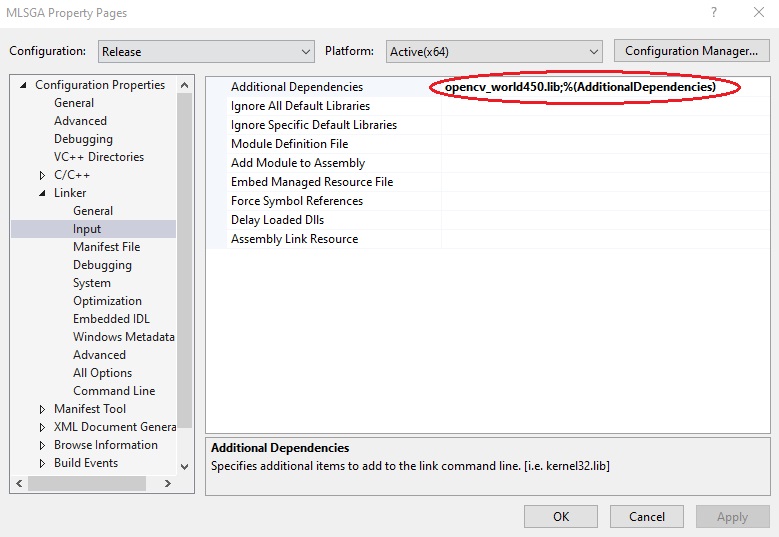 MLSGA Property Pages
Configuration: Release Platform: Active(x64) Configuration Manager...
Configuration Properties
General
Advanced
Debugging
VC++ Directories
C/C++
Linker
General
Input
Manifest File
Debugging
System
Optimization
Embedded IDL
Windows Metadata
Advanced
All Options
Command Line
Manifest Tool
XML Document Genera
Browse Information
Build Events
Additional Dependencies opencv_world450.lib;%(AdditionalDependencies)
Ignore All Default Libraries
Ignore Specific Default Libraries
Module Definition File
Add Module to Assembly
Embed Managed Resource File
Force Symbol References
Delay Loaded Dlls
Assembly Link Resource
Additional Dependencies
Specifies additional items to add to the link command line. [i.e. kernel32.lib]
OK Cancel Apply